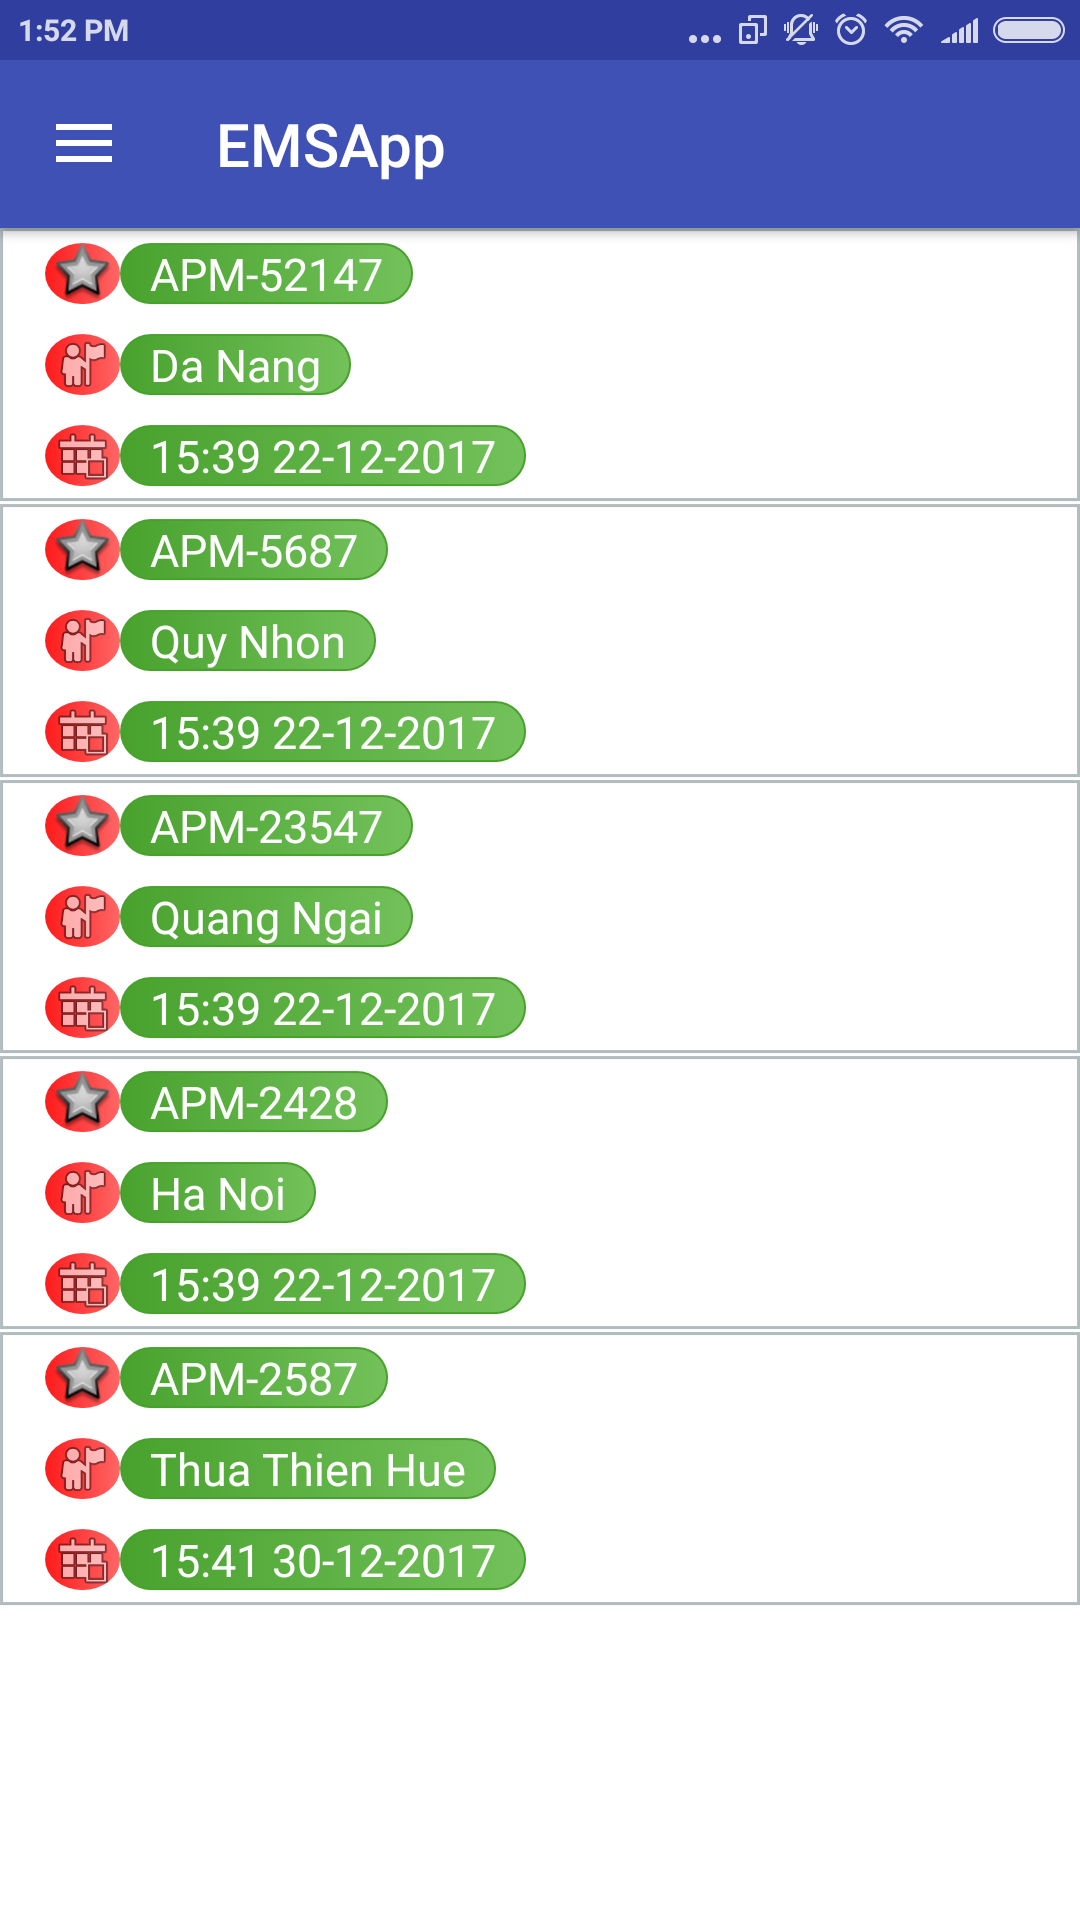 1:52 PM
EMSApp
APM-52147
Da Nang
15:39 22-12-2017
APM-5687
Quy Nhon
15:39 22-12-2017
APM-23547
Quang Ngai
15:39 22-12-2017
APM-2428
Ha Noi
15:39 22-12-2017
APM-2587
Thua Thien Hue
15:41 30-12-2017